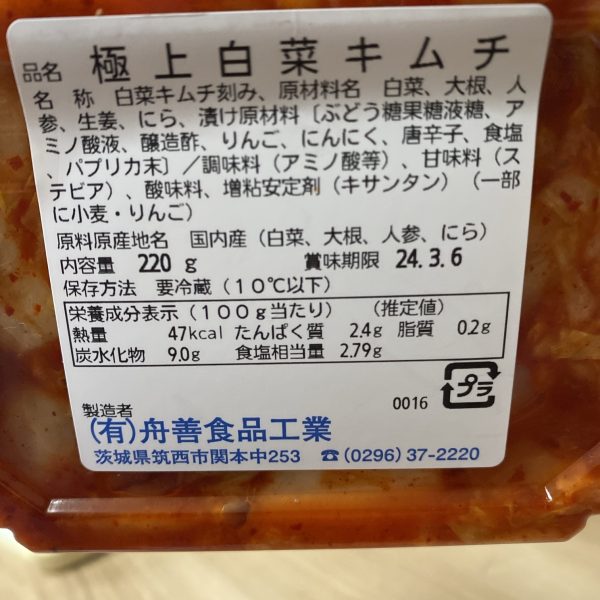 品名 極上白菜キムチ
名 称 白菜キムチ刻み、原材料名 白菜、大根、人
参、生姜、にら、漬け原材料〔ぶどう糖果糖液糖、ア
ミノ酸液、醸造酢、りんご、にんにく、唐辛子、食塩
、パプリカ末〕／調味料（アミノ酸等）、甘味料（ス
テビア）、酸味料、増粘安定剤（キサンタン）（一部
に小麦・りんご）
原料原産地名 国内産（白菜、大根、人参、にら）
内容量 220g 賞味期限 24.3.6
保存方法 要冷蔵（10℃以下）
栄養成分表示（100g当たり） （推定値）
熱量 47kcal たんぱく質 2.4g 脂質 0.2g
炭水化物 9.0g 食塩相当量 2.79g
製造者 0016 プラ
(有)舟善食品工業
茨城県筑西市関本中253 ☎(0296)37-2220